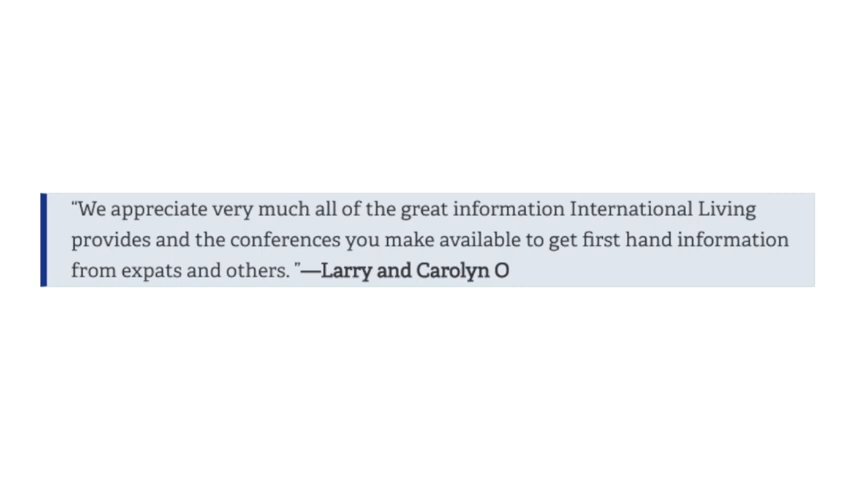 “We appreciate very much all of the great information International Living
provides and the conferences you make available to get first hand information
from expats and others. ”—Larry and Carolyn O